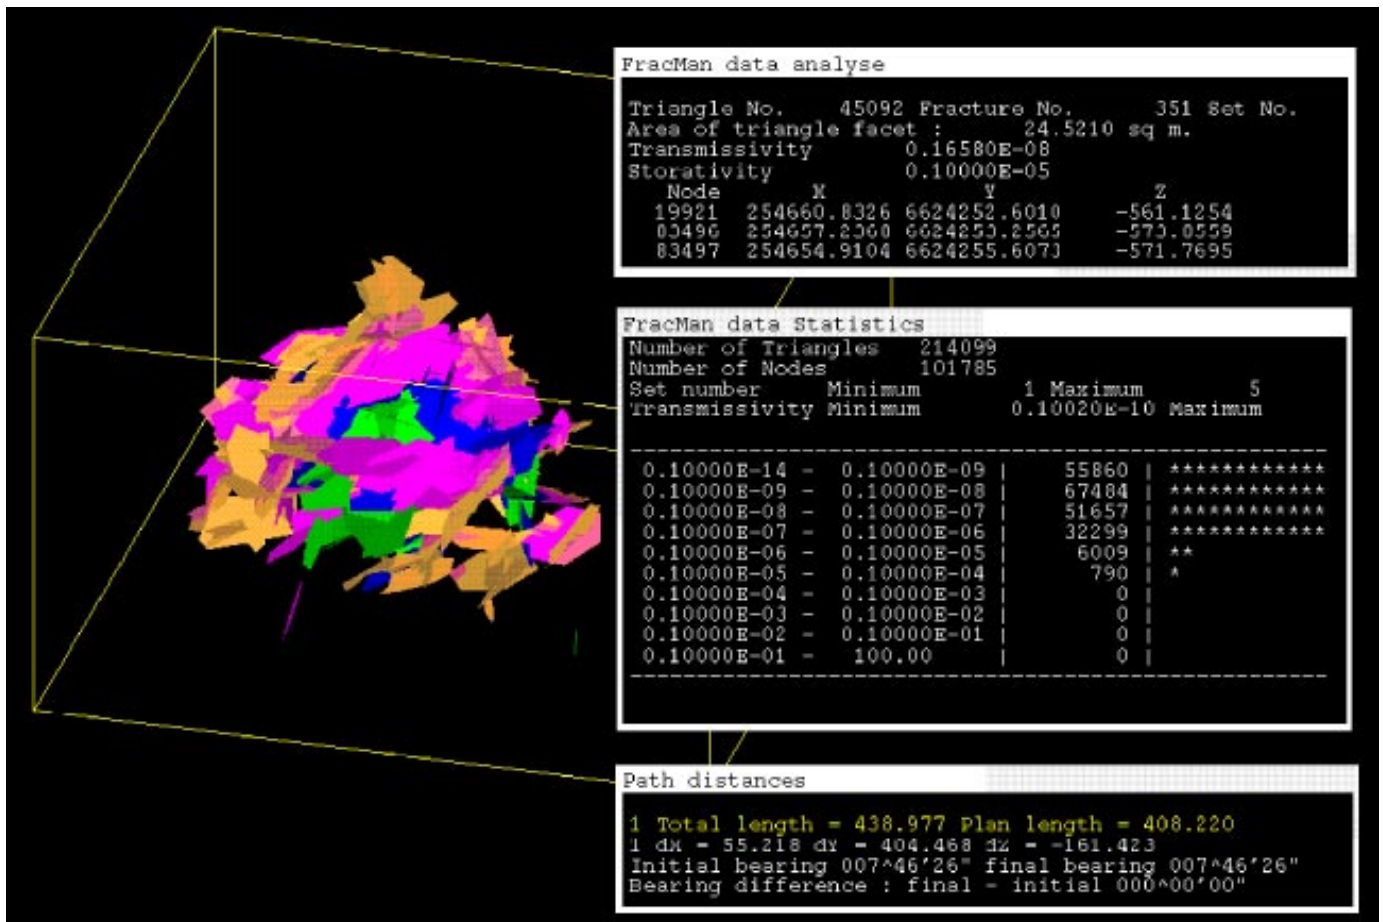 FracMan data analyse
Triangle No. 45092 Fracture No. 351 Set No.
Area of triangle facet : 24.5210 sq m.
Transmissivity 0.16580E-08
Storativity 0.10000E-05
Node X Y Z
19921 254660.8326 6624252.6010 -561.1254
83496 254657.2360 6624253.2565 -573.0559
83497 254654.9104 6624255.6073 -571.7695
FracMan data Statistics
Number of Triangles 214099
Number of Nodes 101785
Set number Minimum 1 Maximum 5
Transmissivity Minimum 0.10020E-10 Maximum
0.10000E-14 - 0.10000E-09 | 55860 | ************
0.10000E-09 - 0.10000E-08 | 67484 | ************
0.10000E-08 - 0.10000E-07 | 51657 | ************
0.10000E-07 - 0.10000E-06 | 32299 | ************
0.10000E-06 - 0.10000E-05 | 6009 | **
0.10000E-05 - 0.10000E-04 | 790 | *
0.10000E-04 - 0.10000E-03 | 0 |
0.10000E-03 - 0.10000E-02 | 0 |
0.10000E-02 - 0.10000E-01 | 0 |
0.10000E-01 - 100.00 | 0 |
Path distances
1 Total length = 438.977 Plan length = 408.220
1 dX = 55.218 dY = 404.468 dZ = -161.423
Initial bearing 007^46'26" final bearing 007^46'26"
Bearing difference : final - initial 000^00'00"